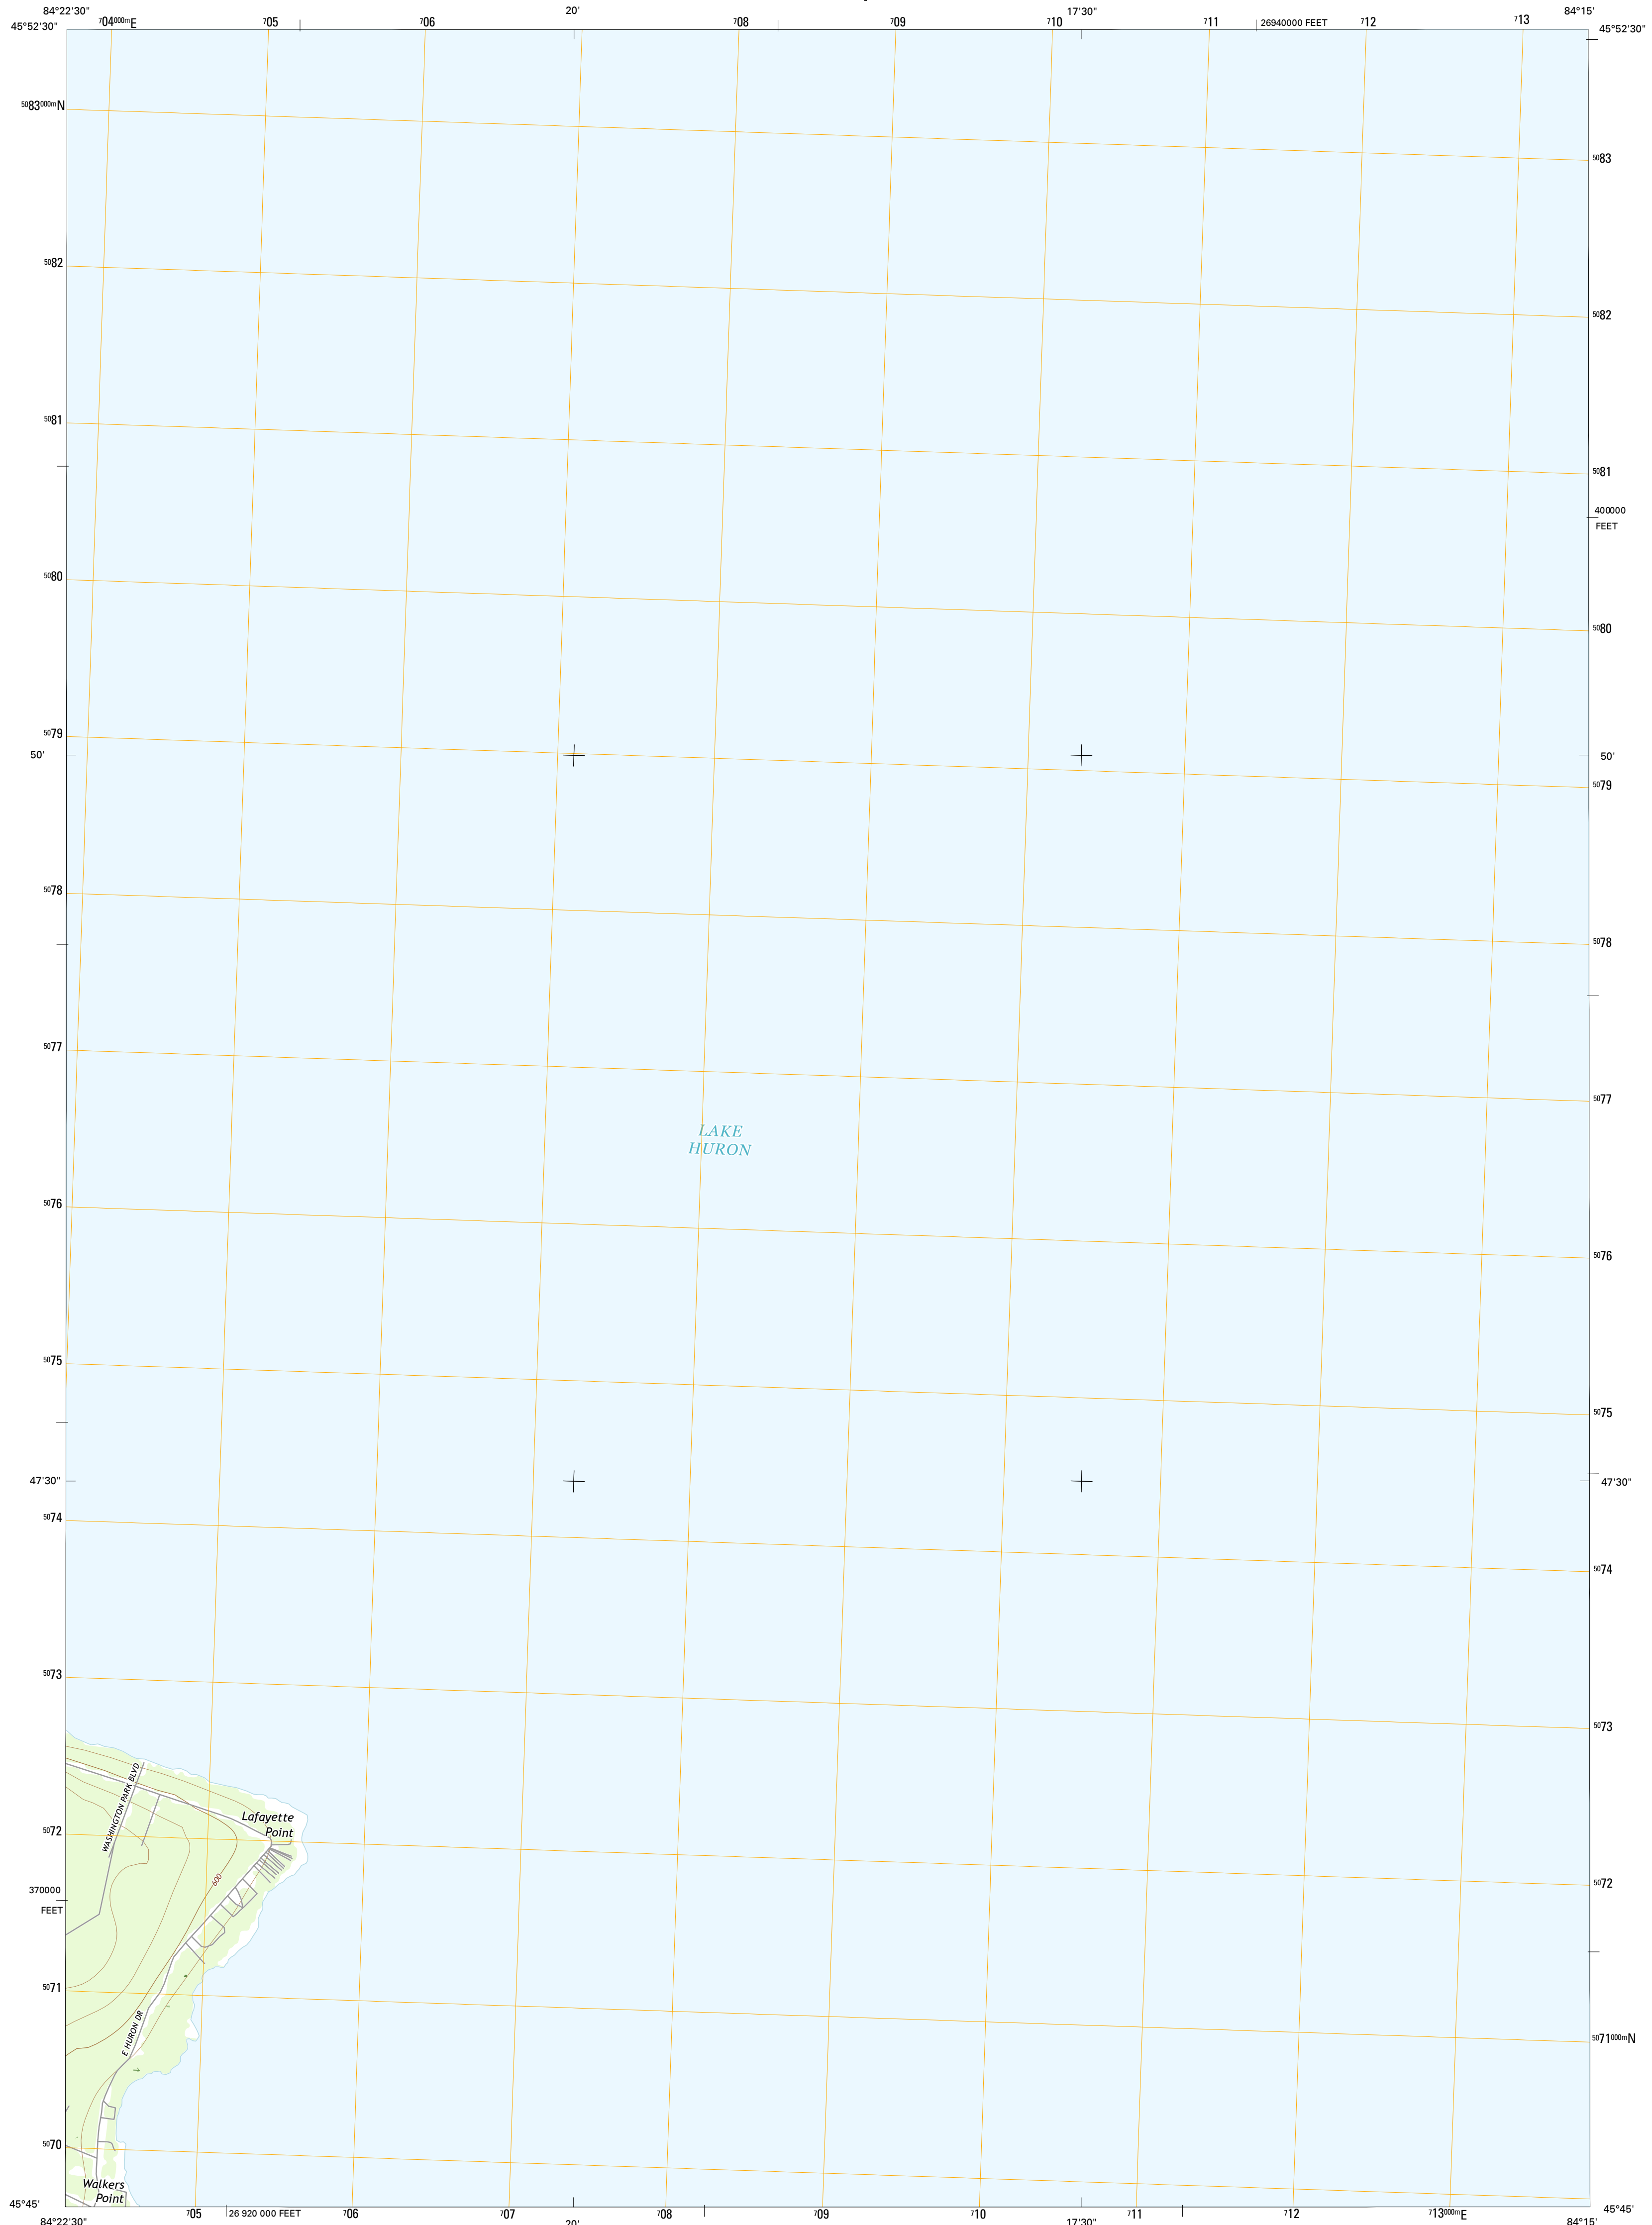 84°22'30" 20' 17'30" 84°15'
45°52'30" 704000mE 705 706 708 709 710 711 26940000 FEET 712 713 45°52'30"
5083000mN
5083
5082
5082
5081
5081
400000
FEET
5080
5080
5079
50' 50'
5079
5078
5078
5077
5077
LAKE
HURON
5076
5076
5075
5075
47'30" 47'30"
5074
5074
5073
5073
WASHINGTON PARK BLVD
Lafayette
Point
5072
600
5072
370000
FEET
5071
E HURON DR
5071000mN
5070
Walkers
Point
45°45' 45°45'
705 26 920 000 FEET 706 707 708 709 710 711 712 713000mE
84°22'30" 20' 17'30" 84°15'